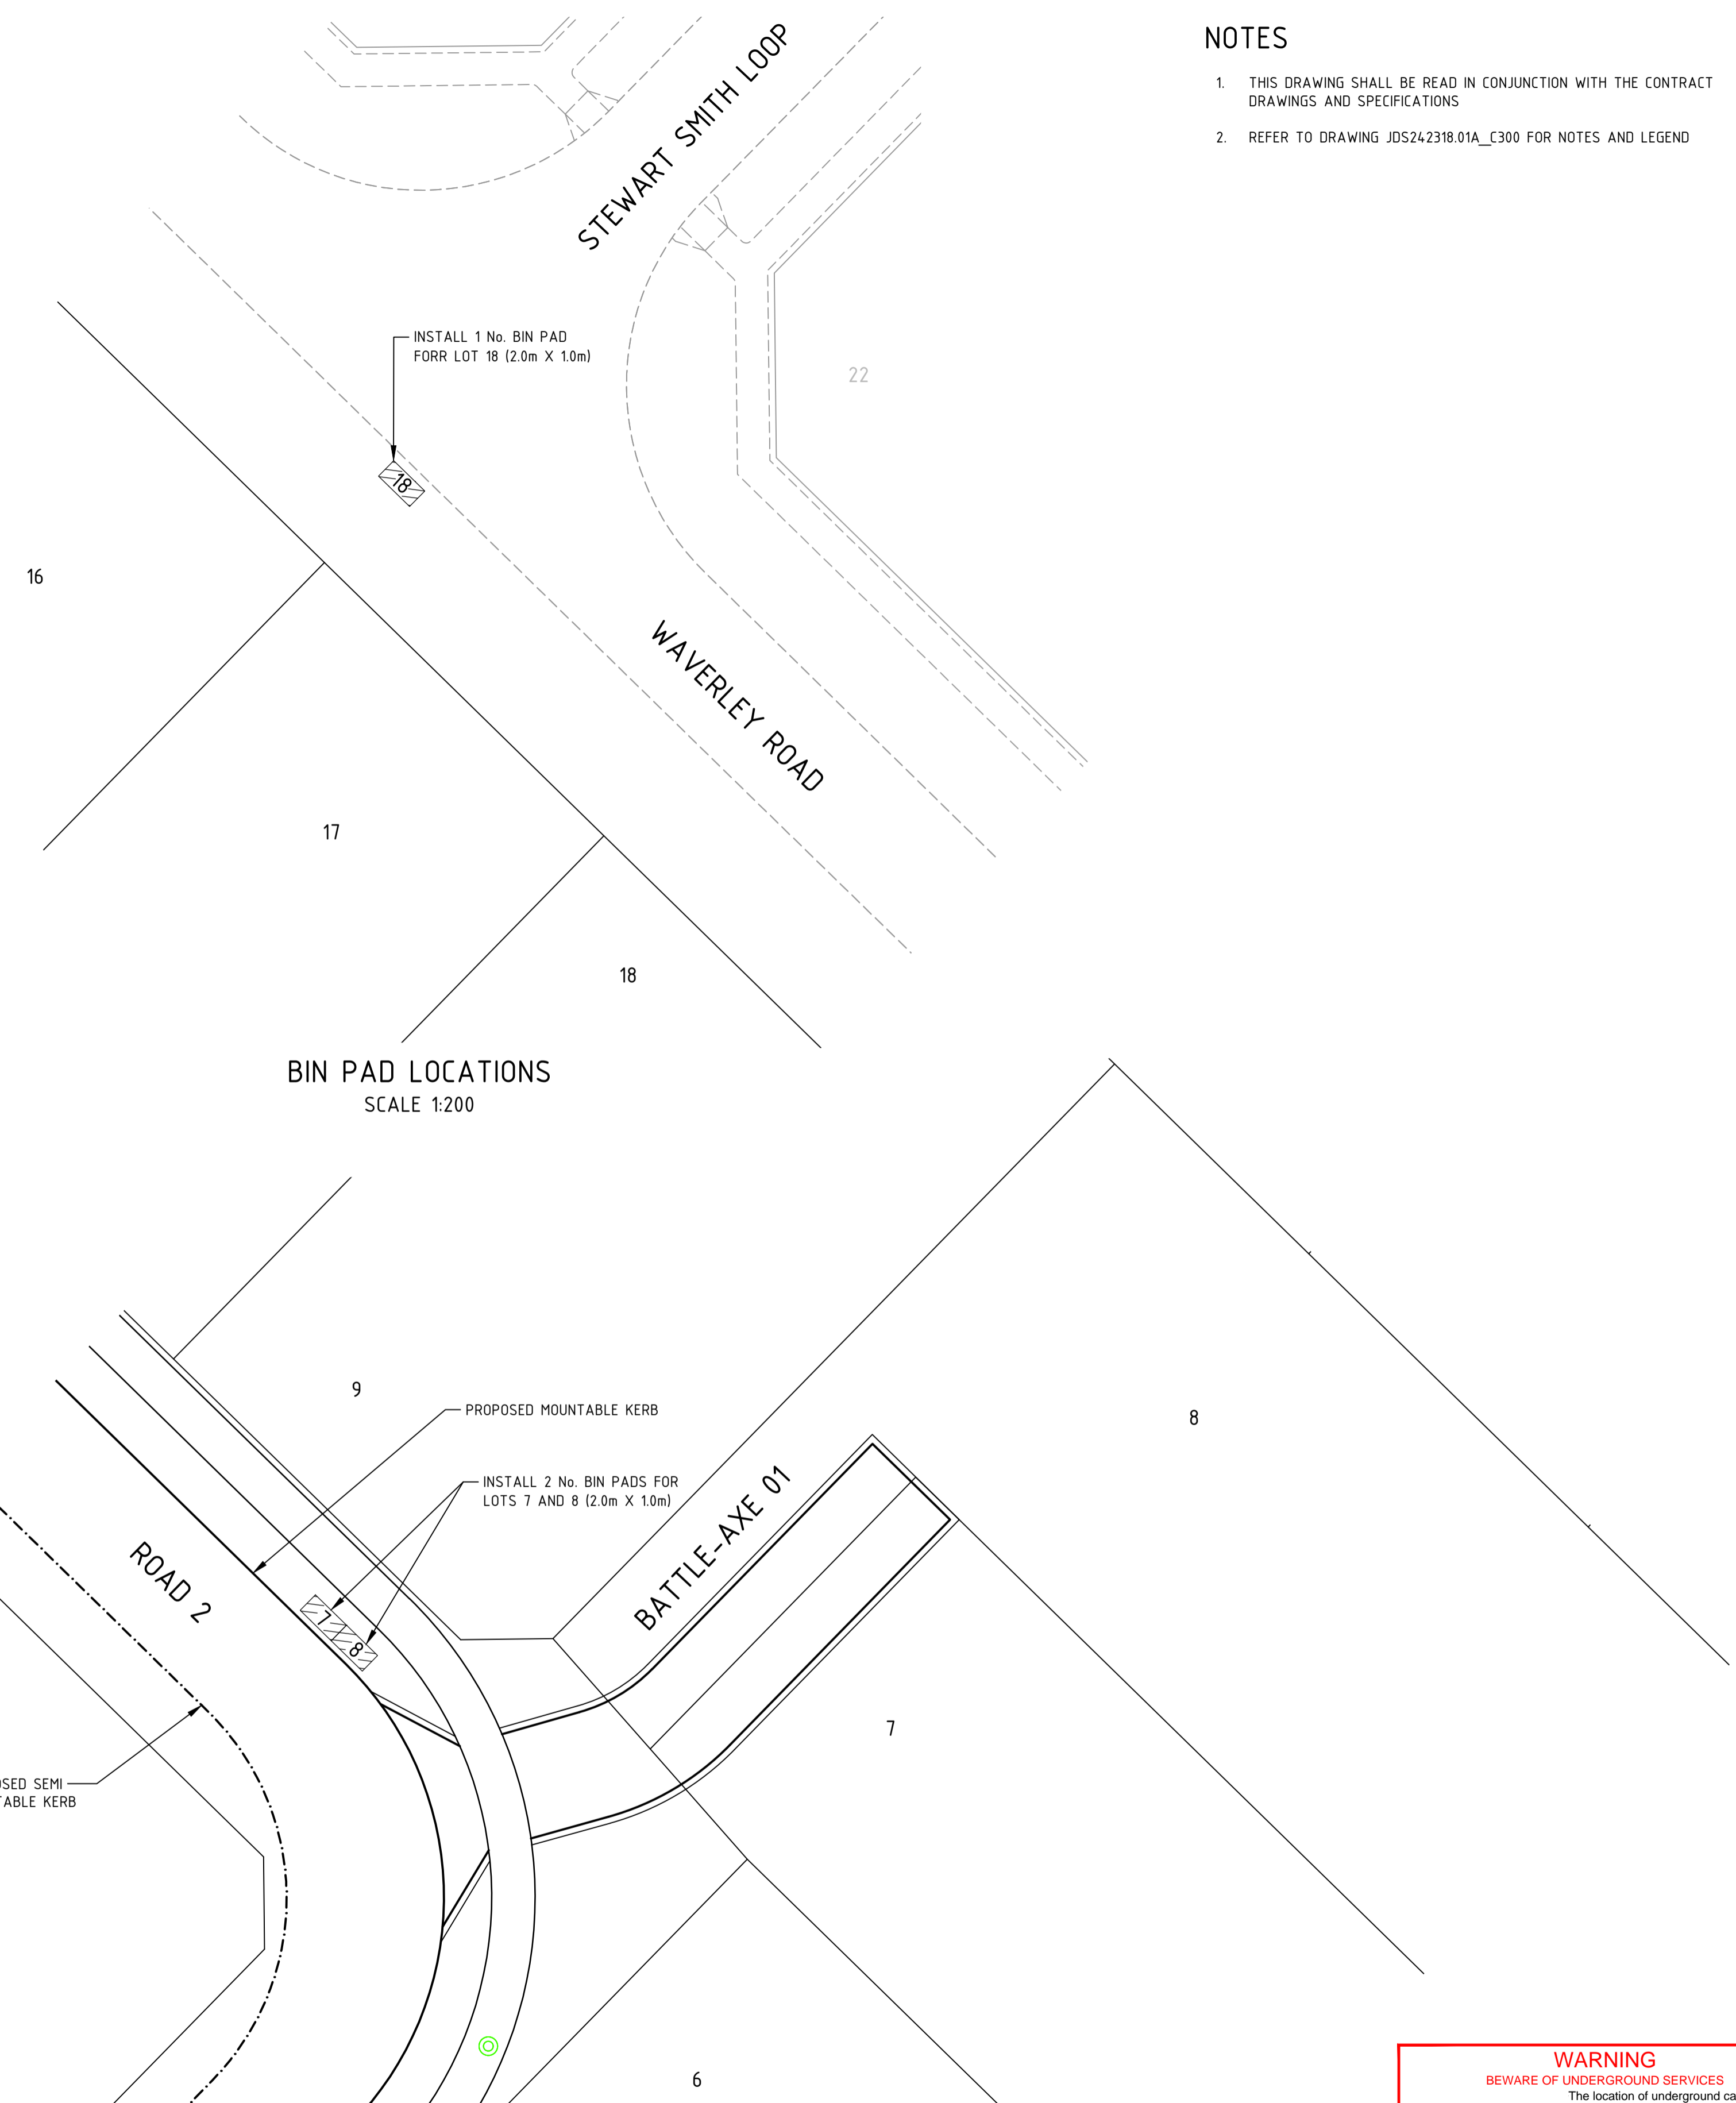 NOTES
1. THIS DRAWING SHALL BE READ IN CONJUNCTION WITH THE CONTRACT
DRAWINGS AND SPECIFICATIONS
2. REFER TO DRAWING JDS242318.01A_C300 FOR NOTES AND LEGEND
STEWART SMITH LOOP
INSTALL 1 No. BIN PAD
FORR LOT 18 (2.0m X 1.0m)
22
18
16
WAVERLEY ROAD
17
18
BIN PAD LOCATIONS
SCALE 1:200
9
PROPOSED MOUNTABLE KERB
8
INSTALL 2 No. BIN PADS FOR
LOTS 7 AND 8 (2.0m X 1.0m)
BATTLE-AXE 01
ROAD 2
7
8
7
OSED SEMI
TABLE KERB
6
WARNING
BEWARE OF UNDERGROUND SERVICES
The location of underground ca